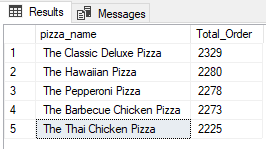 Results Messages
pizza_name Total_Order
1 The Classic Deluxe Pizza 2329
2 The Hawaiian Pizza 2280
3 The Pepperoni Pizza 2278
4 The Barbecue Chicken Pizza 2273
5 The Thai Chicken Pizza 2225